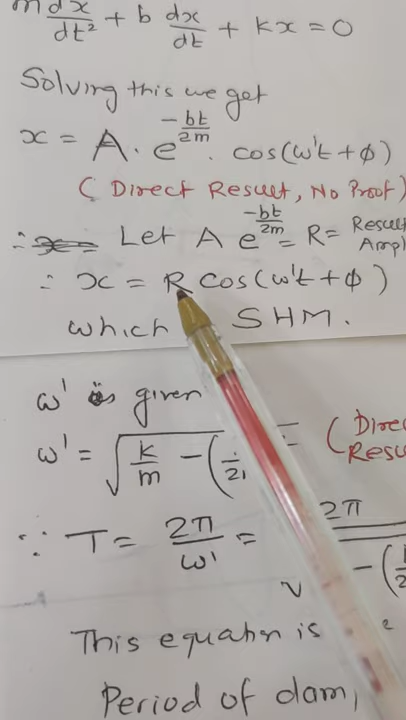 m d²x/dt² + b dx/dt + kx = 0
Solving this we get
x = A . e^(-bt/2m) . cos(ω't + φ)
(Direct Result, No Proof)
∴ Let A e^(-bt/2m) = R = Result
Ampl
∴ x = R cos(ω't + φ)
which SHM.
ω' is given (Direc
ω' = √(k/m - ( = Resu
∵ T = 2π/ω' = 2π/√ - (
This equation is
Period of dam